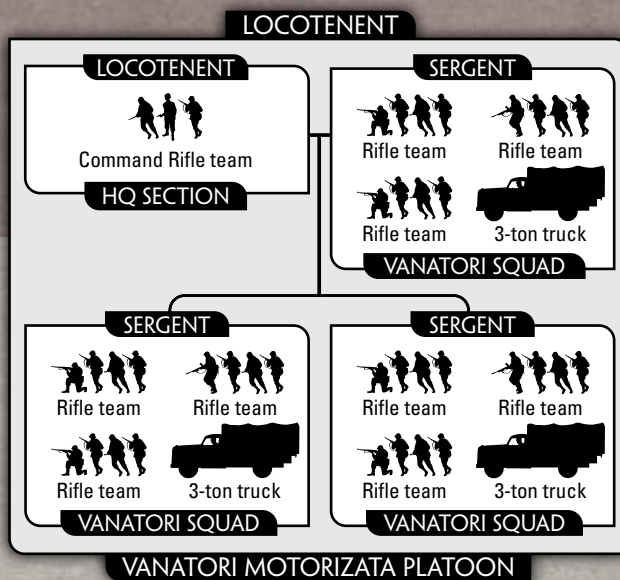 LOCOTENENT
LOCOTENENT
Command Rifle team
HQ SECTION
SERGENT
Rifle team Rifle team
Rifle team 3-ton truck
VANATORI SQUAD
SERGENT
Rifle team Rifle team
Rifle team 3-ton truck
VANATORI SQUAD
SERGENT
Rifle team Rifle team
Rifle team 3-ton truck
VANATORI SQUAD
VANATORI MOTORIZATA PLATOON